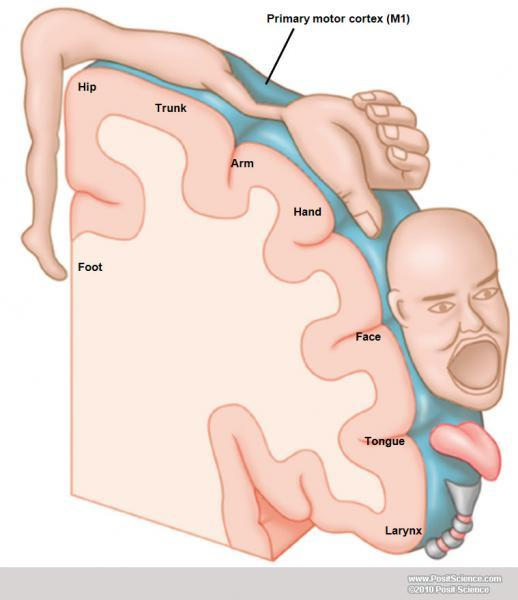 Primary motor cortex (M1)
Hip
Trunk
Arm
Hand
Foot
Face
Tongue
Larynx
www.PositScience.com
©2010 Posit Science